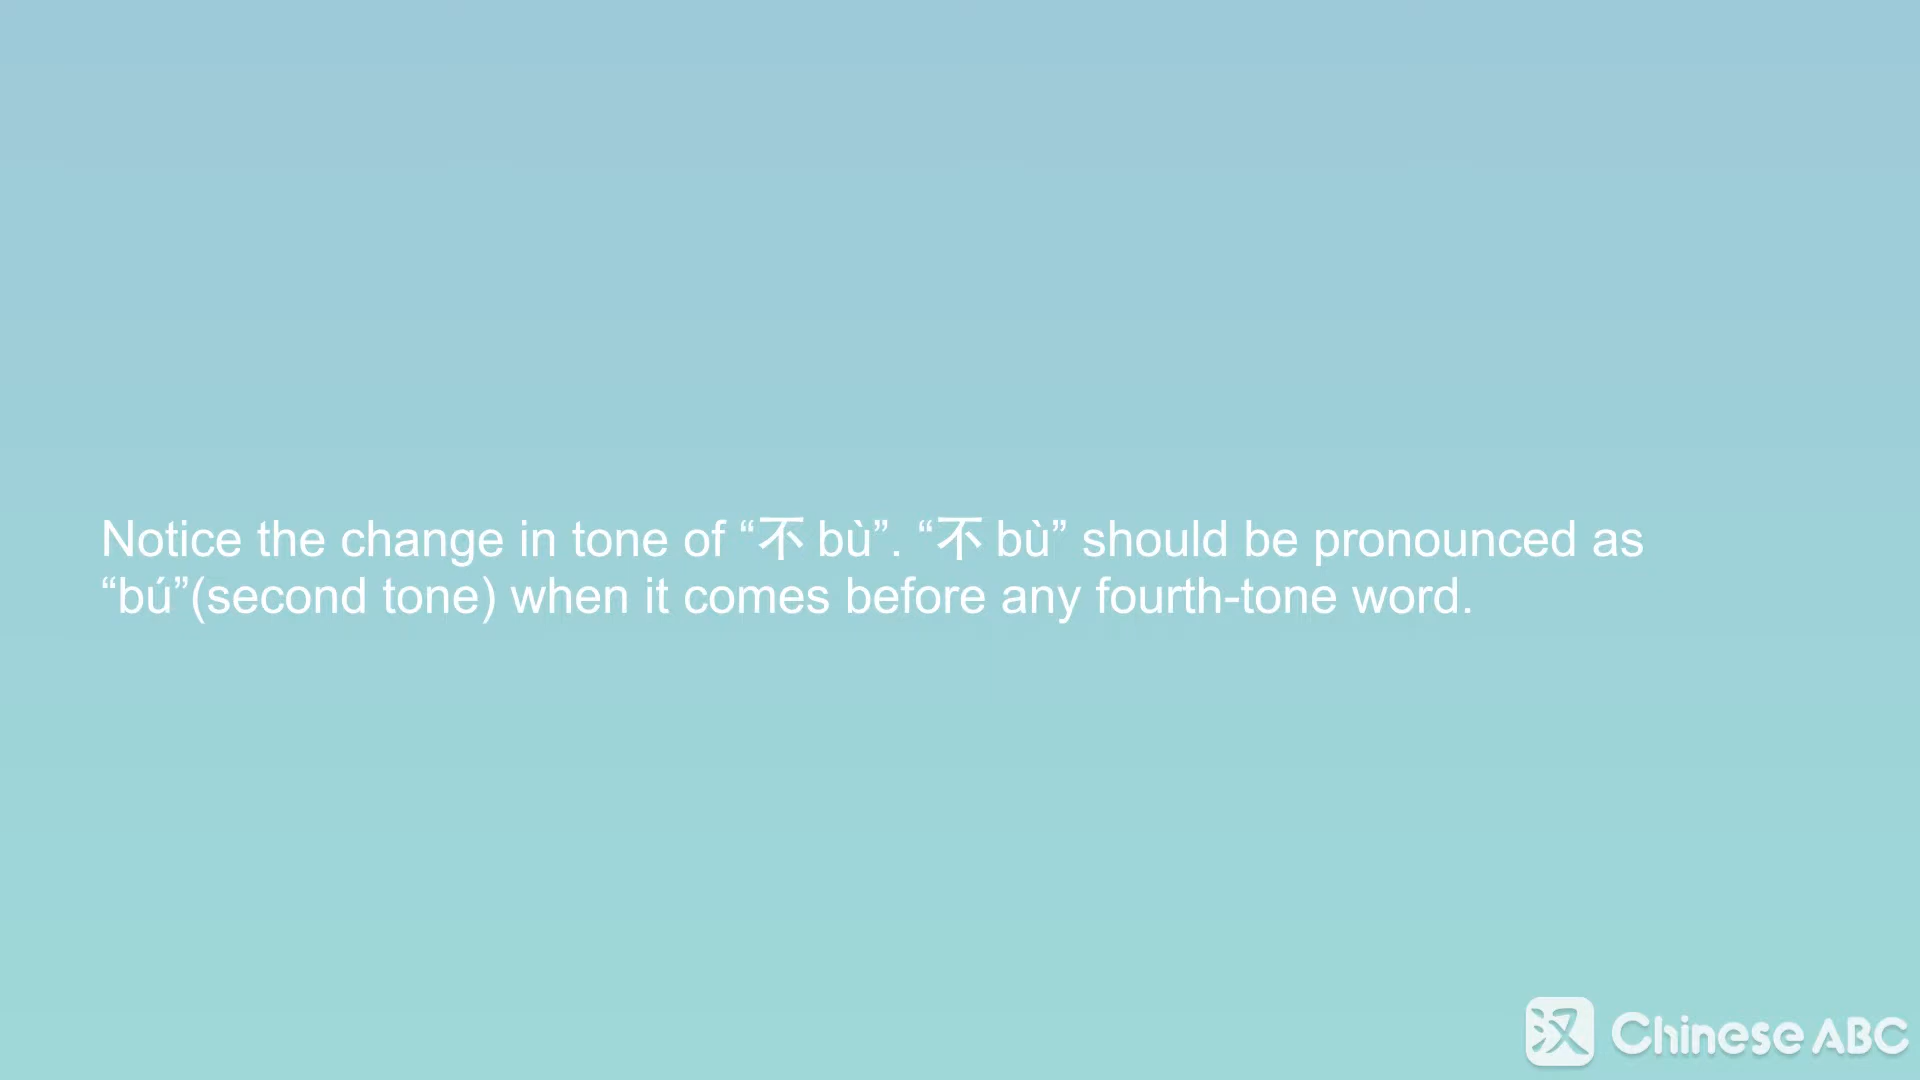 Notice the change in tone of “不 bù”. “不 bù” should be pronounced as
“bú”(second tone) when it comes before any fourth-tone word.
汉 Chinese ABC